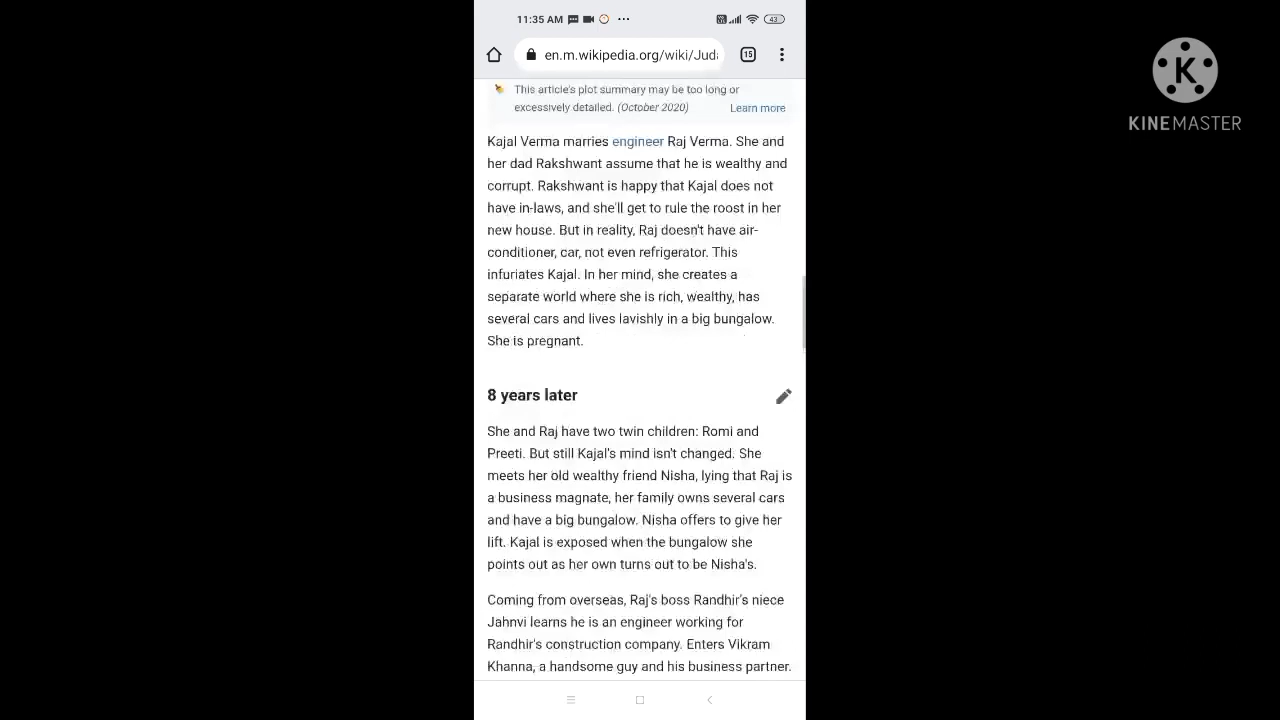 11:35 AM
43
en.m.wikipedia.org/wiki/Juda
15
K
KINEMASTER
This article's plot summary may be too long or
excessively detailed. (October 2020) Learn more
Kajal Verma marries engineer Raj Verma. She and
her dad Rakshwant assume that he is wealthy and
corrupt. Rakshwant is happy that Kajal does not
have in-laws, and she'll get to rule the roost in her
new house. But in reality, Raj doesn't have air-
conditioner, car, not even refrigerator. This
infuriates Kajal. In her mind, she creates a
separate world where she is rich, wealthy, has
several cars and lives lavishly in a big bungalow.
She is pregnant.
8 years later
She and Raj have two twin children: Romi and
Preeti. But still Kajal's mind isn't changed. She
meets her old wealthy friend Nisha, lying that Raj is
a business magnate, her family owns several cars
and have a big bungalow. Nisha offers to give her
lift. Kajal is exposed when the bungalow she
points out as her own turns out to be Nisha's.
Coming from overseas, Raj's boss Randhir's niece
Jahnvi learns he is an engineer working for
Randhir's construction company. Enters Vikram
Khanna, a handsome guy and his business partner.